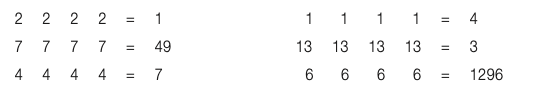 2 2 2 2 = 1
7 7 7 7 = 49
4 4 4 4 = 7
1 1 1 1 = 4
13 13 13 13 = 3
6 6 6 6 = 1296